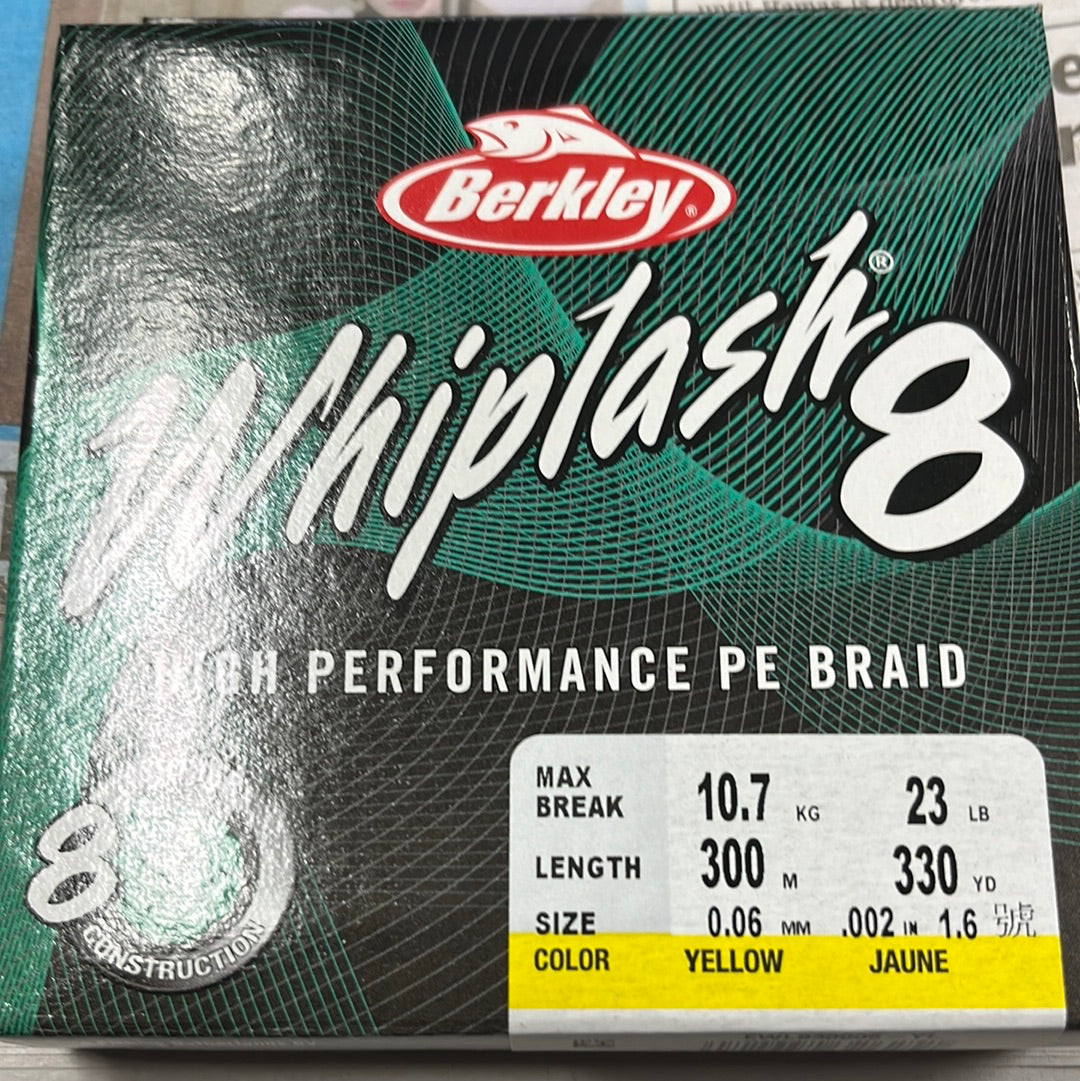 Berkley®
Whiplash® 8
HIGH PERFORMANCE PE BRAID
8
CONSTRUCTION
MAX BREAK 10.7 KG 23 LB
LENGTH 300 M 330 YD
SIZE 0.06 MM .002 IN 1.6 號
COLOR YELLOW JAUNE